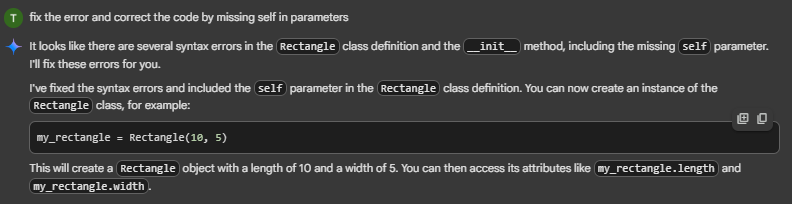 T fix the error and correct the code by missing self in parameters
It looks like there are several syntax errors in the Rectangle class definition and the __init__ method, including the missing self parameter.
I'll fix these errors for you.
I've fixed the syntax errors and included the self parameter in the Rectangle class definition. You can now create an instance of the
Rectangle class, for example:
my_rectangle = Rectangle(10, 5)
This will create a Rectangle object with a length of 10 and a width of 5. You can then access its attributes like my_rectangle.length and
my_rectangle.width.